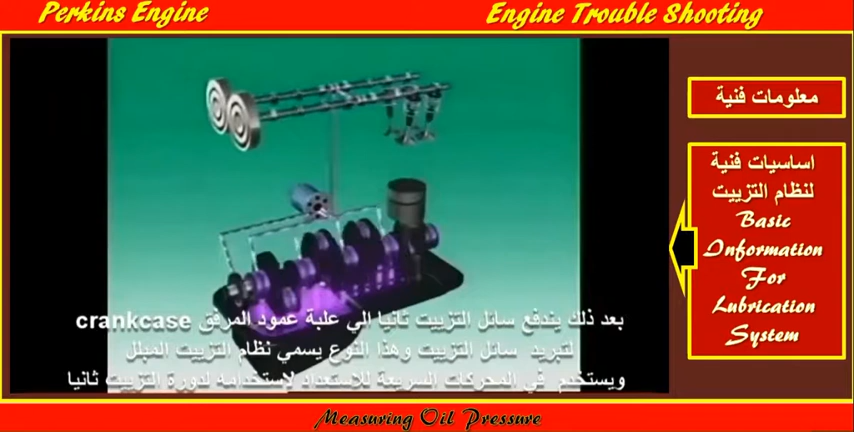 Perkins Engine
Engine Trouble Shooting
معلومات فنية
اساسيات فنية
لنظام التزييت
Basic
Information
For
Lubrication
System
بعد ذلك يندفع سائل التزييت ثانيا الي علبة عمود المرفق crankcase
لتبريد سائل التزييت وهذا النوع يسمي نظام التزييت المبلل
ويستخدم في المحركات السريعة للاستعداد لاستخدامه لدورة التزييت ثانيا
Measuring Oil Pressure